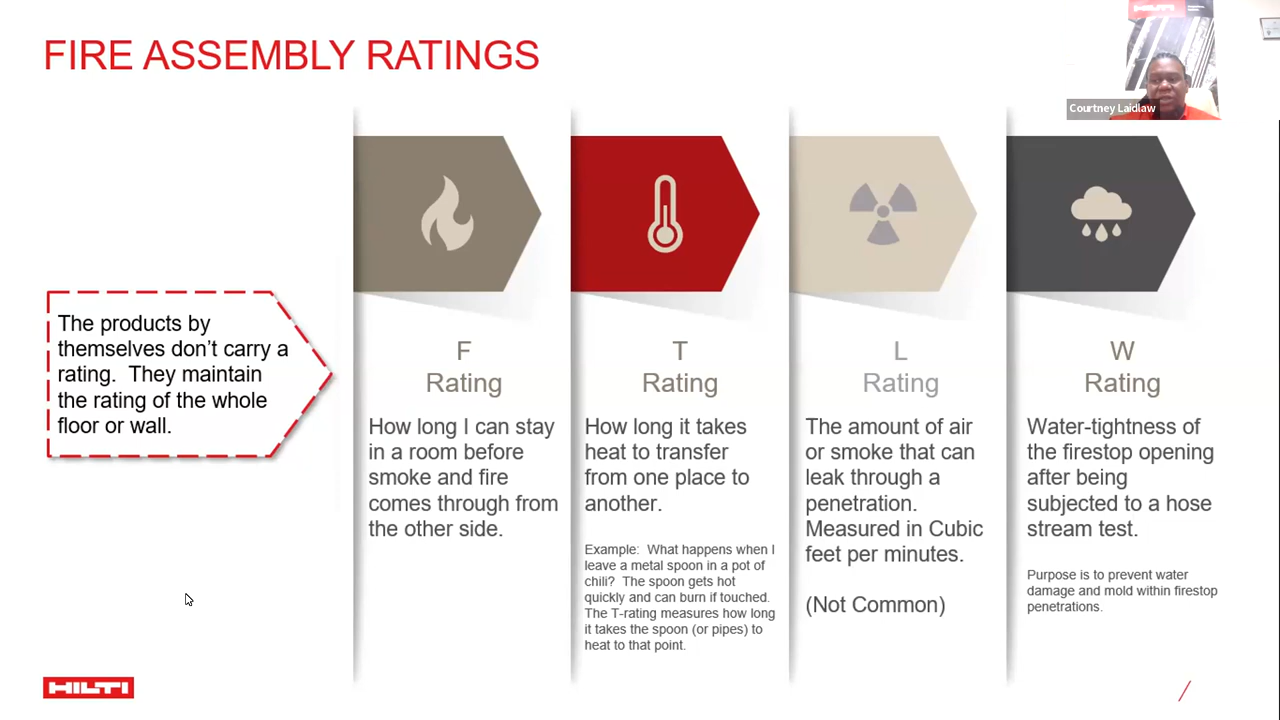 FIRE ASSEMBLY RATINGS
HILTI
Courtney Laidlaw
The products by
themselves don't carry a
rating. They maintain
the rating of the whole
floor or wall.
F
Rating
How long I can stay
in a room before
smoke and fire
comes through from
the other side.
T
Rating
How long it takes
heat to transfer
from one place to
another.
Example: What happens when I
leave a metal spoon in a pot of
chili? The spoon gets hot
quickly and can burn if touched.
The T-rating measures how long
it takes the spoon (or pipes) to
heat to that point.
L
Rating
The amount of air
or smoke that can
leak through a
penetration.
Measured in Cubic
feet per minutes.
(Not Common)
W
Rating
Water-tightness of
the firestop opening
after being
subjected to a hose
stream test.
Purpose is to prevent water
damage and mold within firestop
penetrations.
HILTI